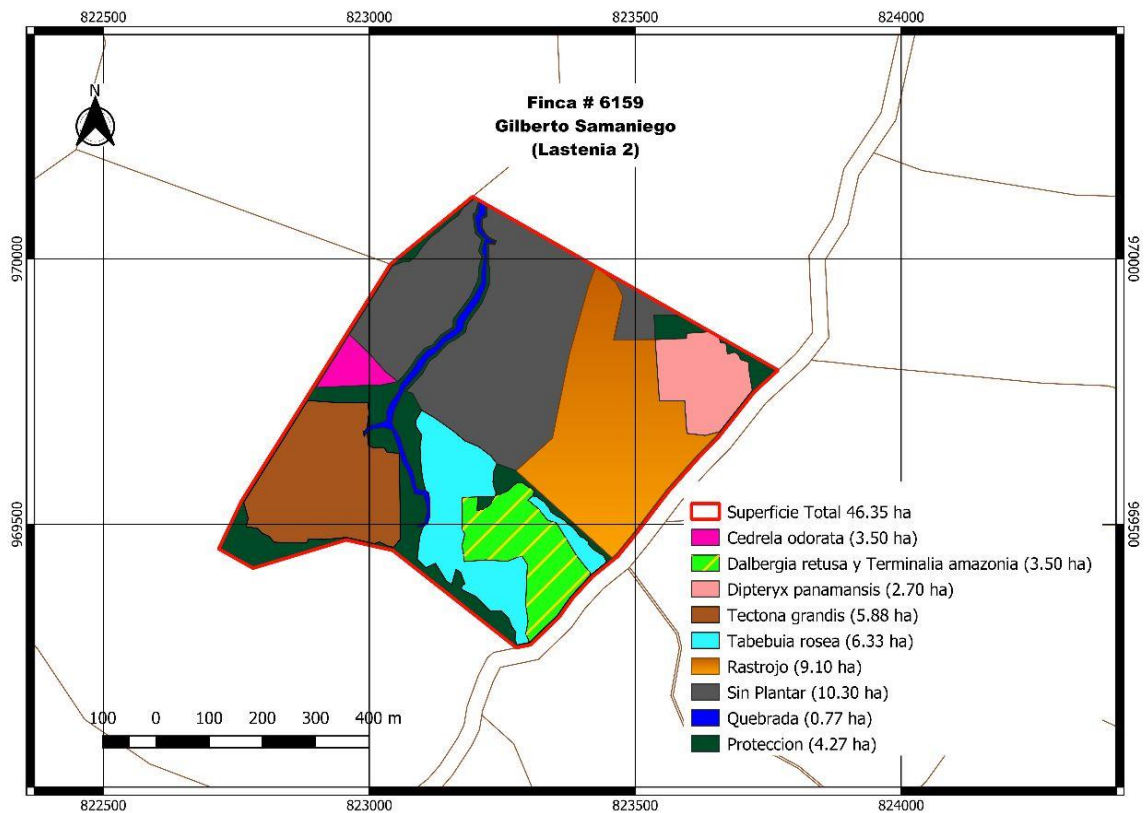 822500 823000 823500 824000
N
Finca # 6159
Gilberto Samaniego
(Lastenia 2)
970000 970000
969500 969500
Superficie Total 46.35 ha
Cedrela odorata (3.50 ha)
Dalbergia retusa y Terminalia amazonia (3.50 ha)
Dipteryx panamansis (2.70 ha)
Tectona grandis (5.88 ha)
Tabebuia rosea (6.33 ha)
Rastrojo (9.10 ha)
Sin Plantar (10.30 ha)
Quebrada (0.77 ha)
Proteccion (4.27 ha)
100 0 100 200 300 400 m
822500 823000 823500 824000